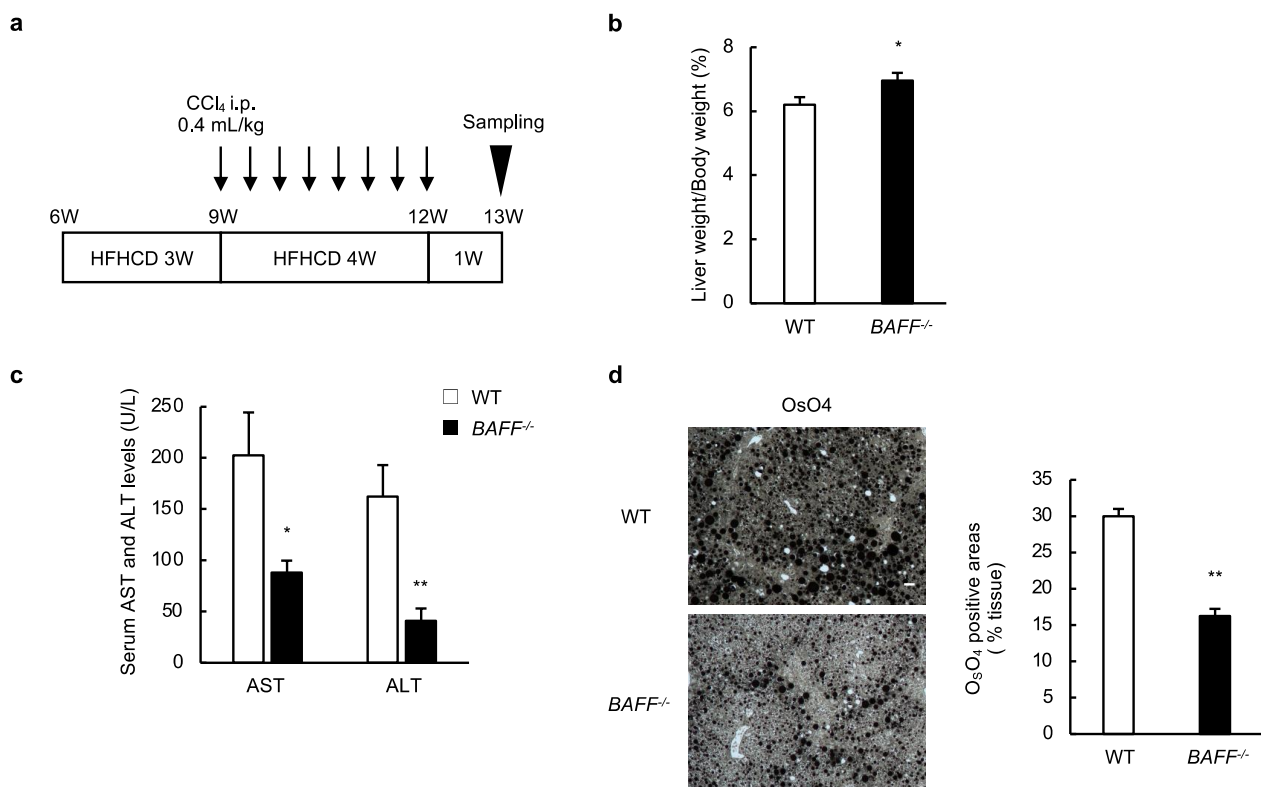 a
CCl₄ i.p.
0.4 mL/kg
Sampling
6W 9W 12W 13W
HFHCD 3W HFHCD 4W 1W
b
Liver weight/Body weight (%)
8
6
4
2
0
*
WT BAFF-/-
c
Serum AST and ALT levels (U/L)
250
200
150
100
50
0
WT
BAFF-/-
*
**
AST ALT
d
OsO4
WT
BAFF-/-
OsO₄ positive areas
( % tissue)
35
30
25
20
15
10
5
0
**
WT BAFF-/-